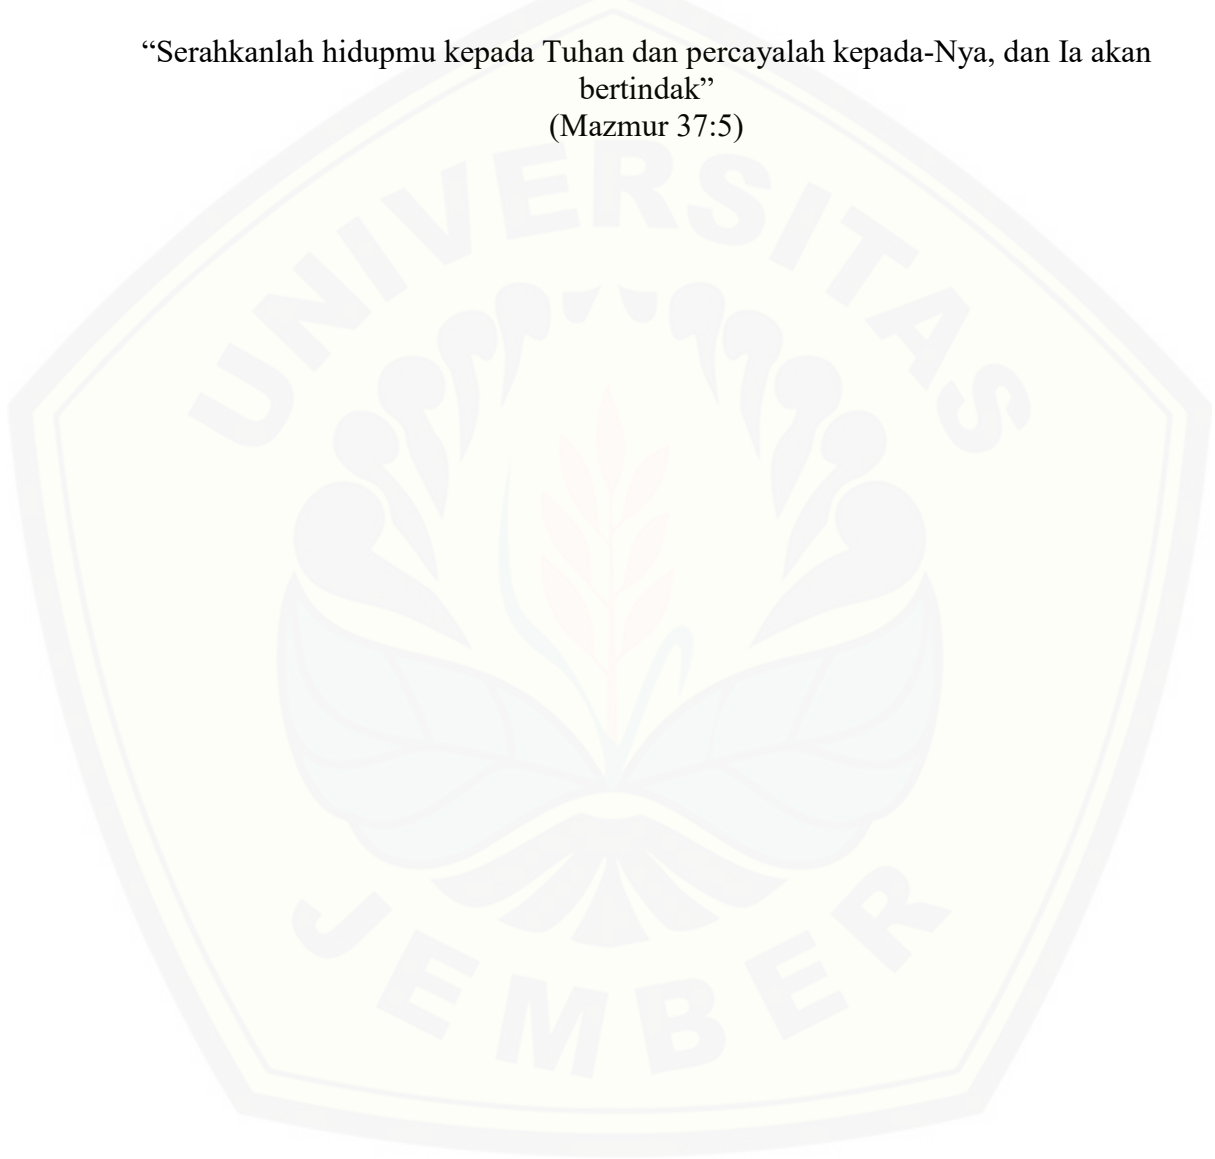 “Serahkanlah hidupmu kepada Tuhan dan percayalah kepada-Nya, dan Ia akan
bertindak”
(Mazmur 37:5)
UNIVERSITAS
JEMBER